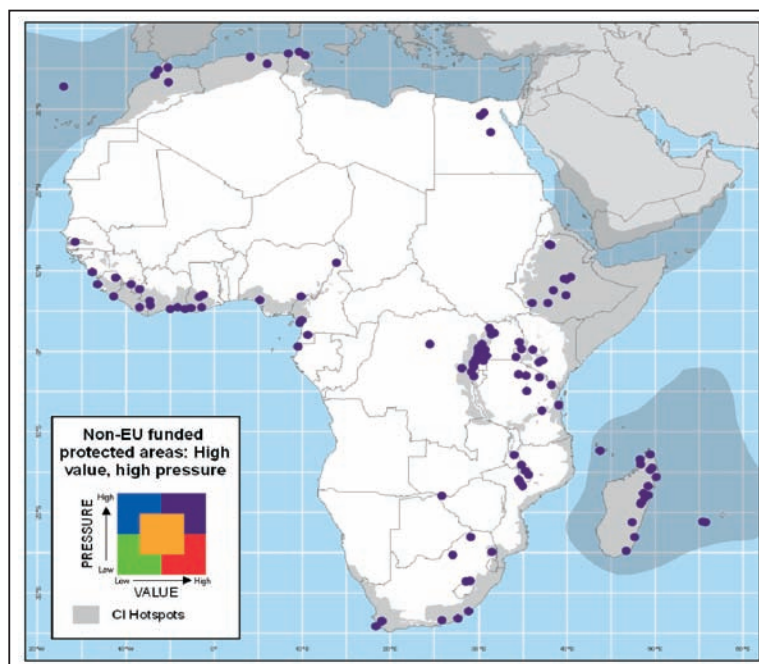 Non-EU funded
protected areas: High
value, high pressure
High
PRESSURE
Low
Low
High
VALUE
CI Hotspots